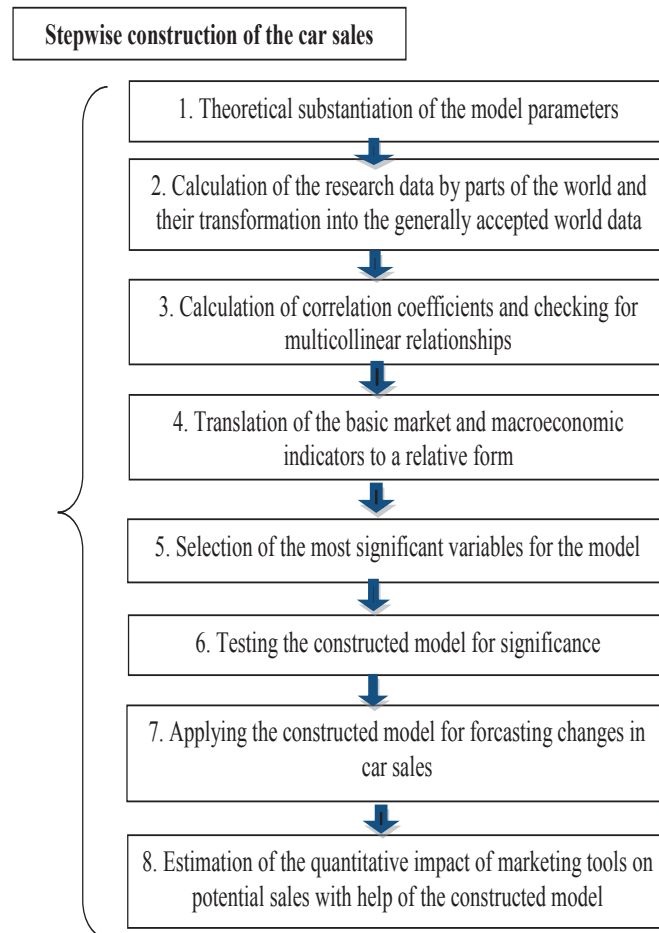 Stepwise construction of the car sales
1. Theoretical substantiation of the model parameters
2. Calculation of the research data by parts of the world and
their transformation into the generally accepted world data
3. Calculation of correlation coefficients and checking for
multicollinear relationships
4. Translation of the basic market and macroeconomic
indicators to a relative form
5. Selection of the most significant variables for the model
6. Testing the constructed model for significance
7. Applying the constructed model for forcasting changes in
car sales
8. Estimation of the quantitative impact of marketing tools on
potential sales with help of the constructed model